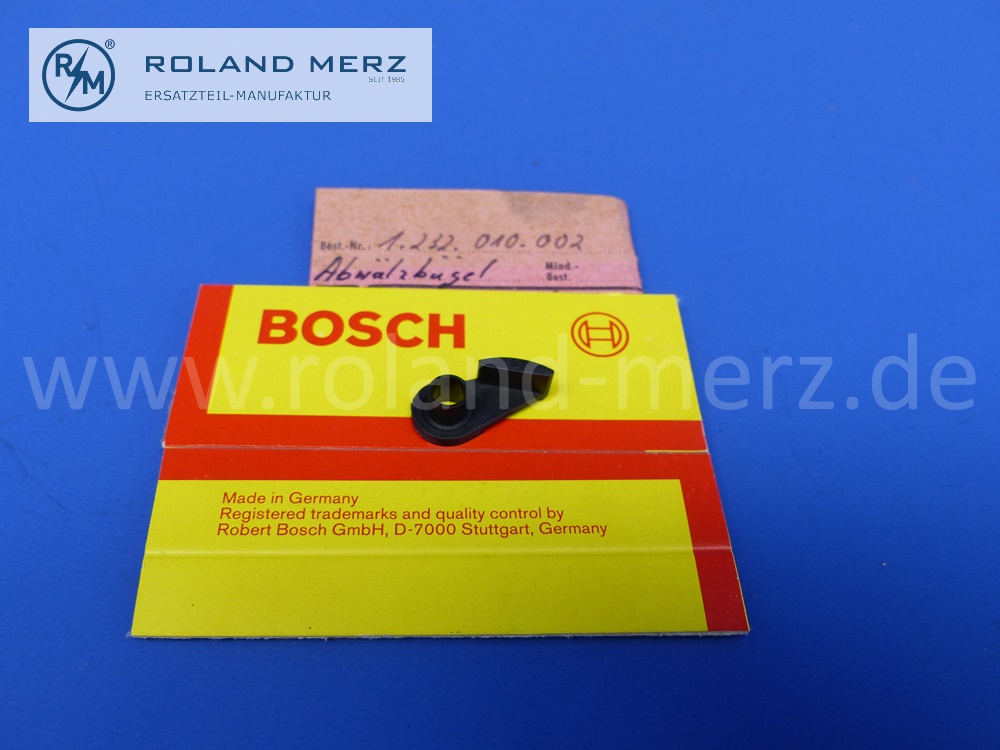 R M ®
ROLAND MERZ
SEIT 1985
ERSATZTEIL-MANUFAKTUR
Best.-Nr.: 1.232.010.002
Abwälzbügel Mind.-
Best.
BOSCH
www.roland-merz.de
Made in Germany
Registered trademarks and quality control by
Robert Bosch GmbH, D-7000 Stuttgart, Germany